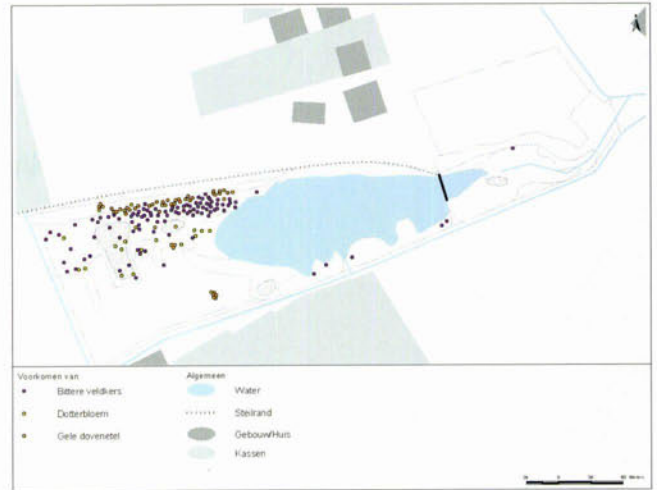 Voorkomen van:
Bittere veldkers
Dotterbloem
Gele dovenetel
Algemeen
Water
Steilrand
Gebouw/Huis
Kassen